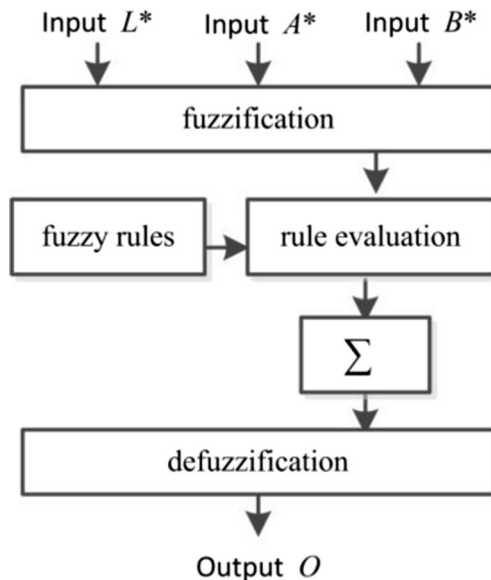 Input L* Input A* Input B*
fuzzification
fuzzy rules rule evaluation
∑
defuzzification
Output O